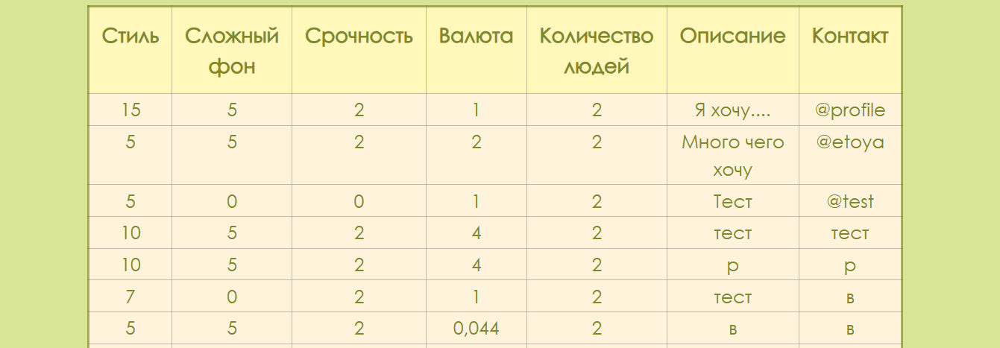 Стиль Сложный фон Срочность Валюта Количество людей Описание Контакт
15 5 2 1 2 Я хочу.... @profile
5 5 2 2 2 Много чего хочу @etoya
5 0 0 1 2 Тест @test
10 5 2 4 2 тест тест
10 5 2 4 2 р р
7 0 2 1 2 тест в
5 5 2 0,044 2 в в